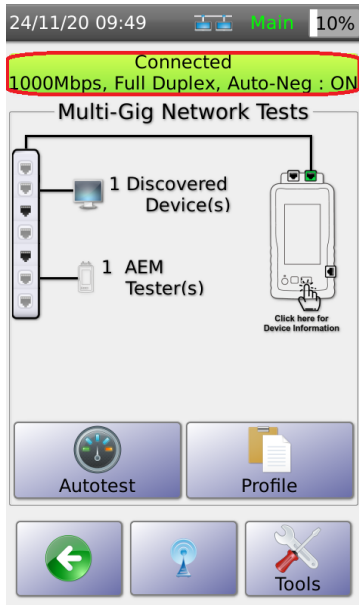 24/11/20 09:49 Main 10%
Connected
1000Mbps, Full Duplex, Auto-Neg : ON
Multi-Gig Network Tests
1 Discovered
Device(s)
1 AEM
Tester(s)
Click here for
Device Information
Autotest Profile
Tools